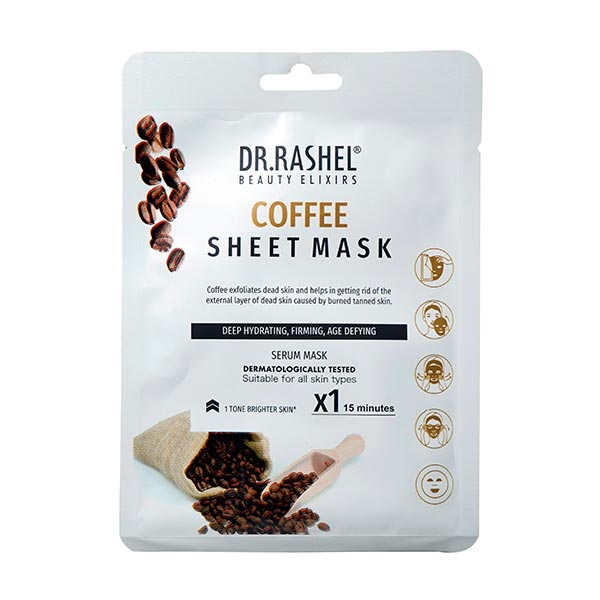 DR.RASHEL®
BEAUTY ELIXIRS
COFFEE
SHEET MASK
Coffee exfoliates dead skin and helps in getting rid of the
external layer of dead skin caused by burned tanned skin.
DEEP HYDRATING, FIRMING, AGE DEFYING
SERUM MASK
DERMATOLOGICALLY TESTED
Suitable for all skin types
1 TONE BRIGHTER SKIN* X1 15 minutes